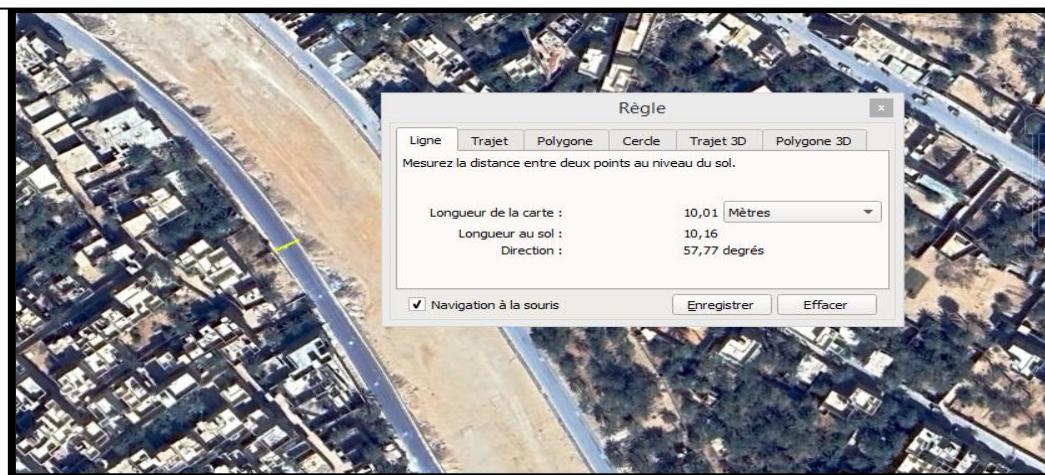 Règle
Ligne Trajet Polygone Cercle Trajet 3D Polygone 3D
Mesurez la distance entre deux points au niveau du sol.
Longueur de la carte : 10,01 Mètres
Longueur au sol : 10,16
Direction : 57,77 degrés
Navigation à la souris Enregistrer Effacer